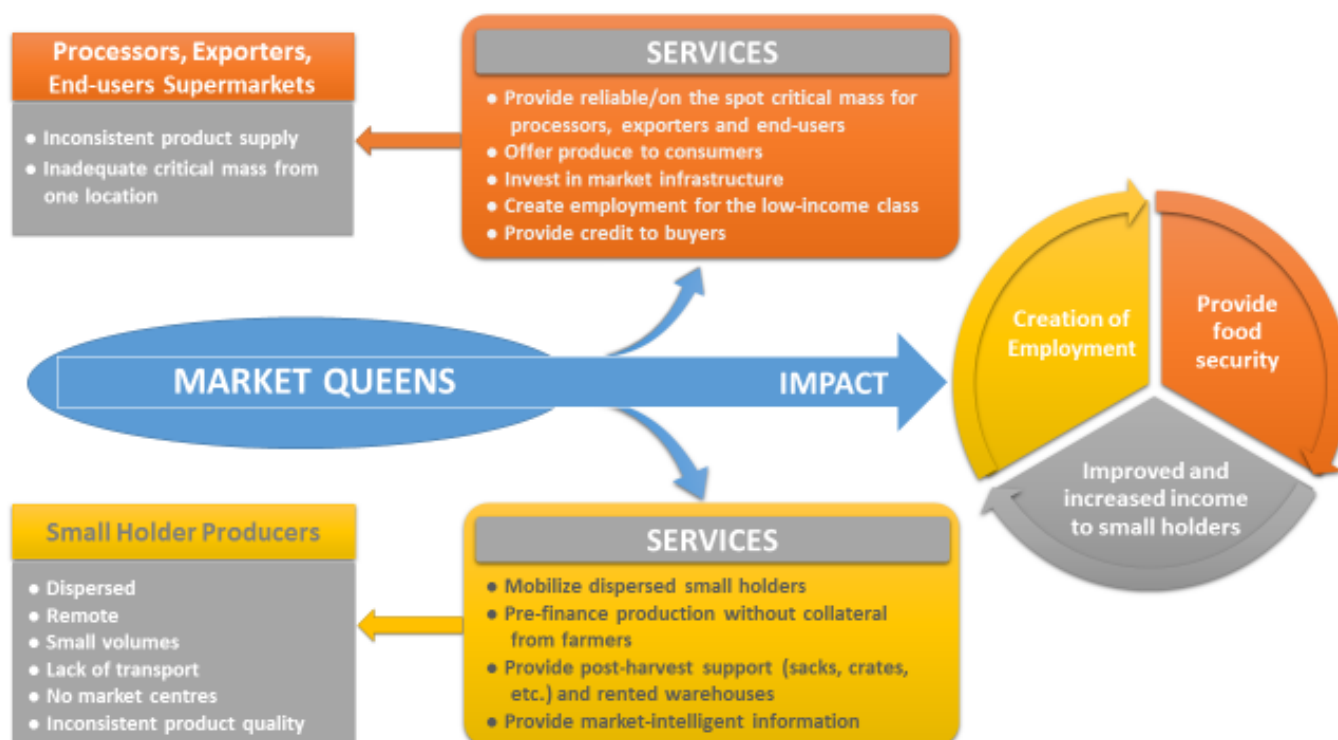 Processors, Exporters,
End-users Supermarkets
● Inconsistent product supply
● Inadequate critical mass from
one location
SERVICES
● Provide reliable/on the spot critical mass for
processors, exporters and end-users
● Offer produce to consumers
● Invest in market infrastructure
● Create employment for the low-income class
● Provide credit to buyers
MARKET QUEENS
IMPACT
Creation of
Employment
Provide
food
security
Improved and
increased income
to small holders
Small Holder Producers
● Dispersed
● Remote
● Small volumes
● Lack of transport
● No market centres
● Inconsistent product quality
SERVICES
● Mobilize dispersed small holders
● Pre-finance production without collateral
from farmers
● Provide post-harvest support (sacks, crates,
etc.) and rented warehouses
● Provide market-intelligent information